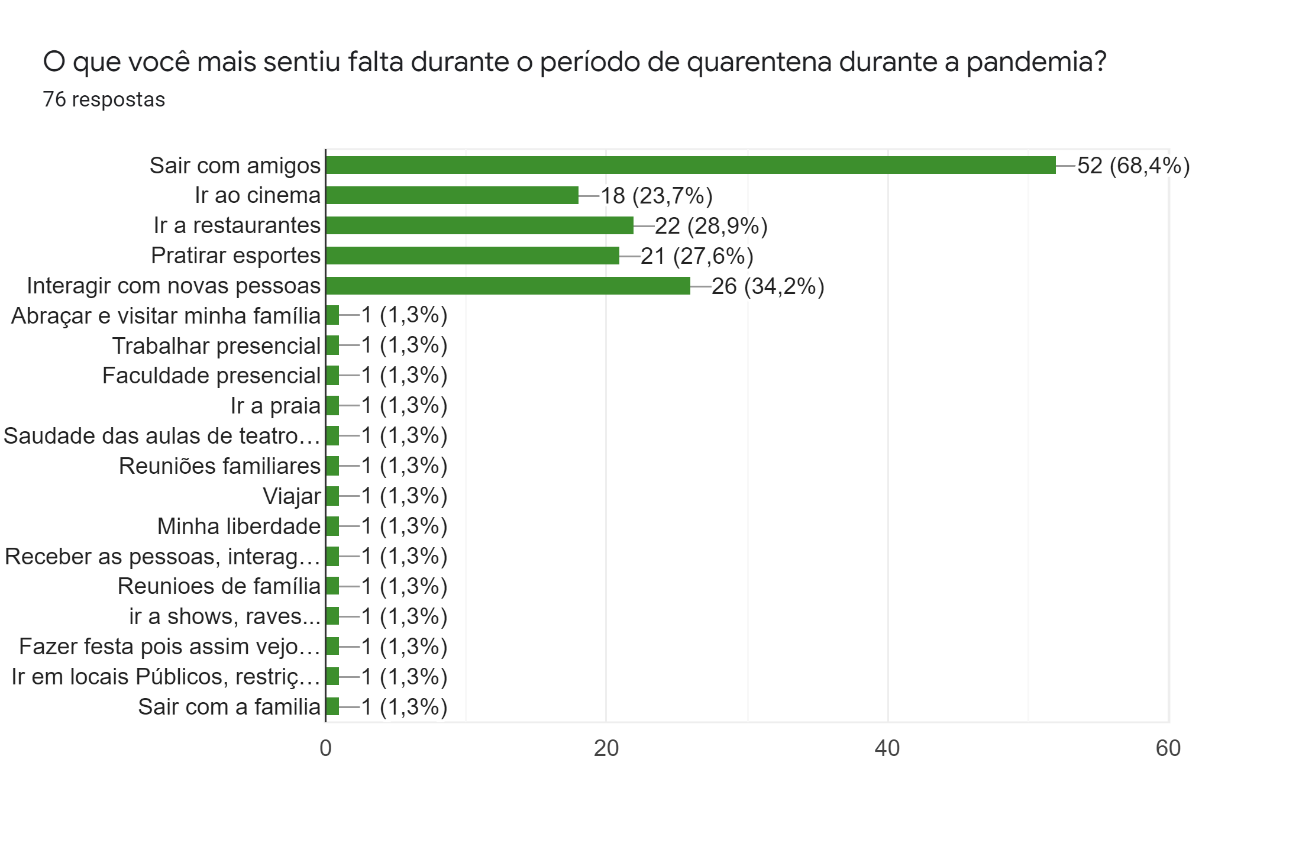 O que você mais sentiu falta durante o período de quarentena durante a pandemia?
76 respostas
Sair com amigos 52 (68,4%)
Ir ao cinema 18 (23,7%)
Ir a restaurantes 22 (28,9%)
Pratirar esportes 21 (27,6%)
Interagir com novas pessoas 26 (34,2%)
Abraçar e visitar minha família 1 (1,3%)
Trabalhar presencial 1 (1,3%)
Faculdade presencial 1 (1,3%)
Ir a praia 1 (1,3%)
Saudade das aulas de teatro… 1 (1,3%)
Reuniões familiares 1 (1,3%)
Viajar 1 (1,3%)
Minha liberdade 1 (1,3%)
Receber as pessoas, interag… 1 (1,3%)
Reunioes de família 1 (1,3%)
ir a shows, raves... 1 (1,3%)
Fazer festa pois assim vejo… 1 (1,3%)
Ir em locais Públicos, restriç… 1 (1,3%)
Sair com a familia 1 (1,3%)
0 20 40 60